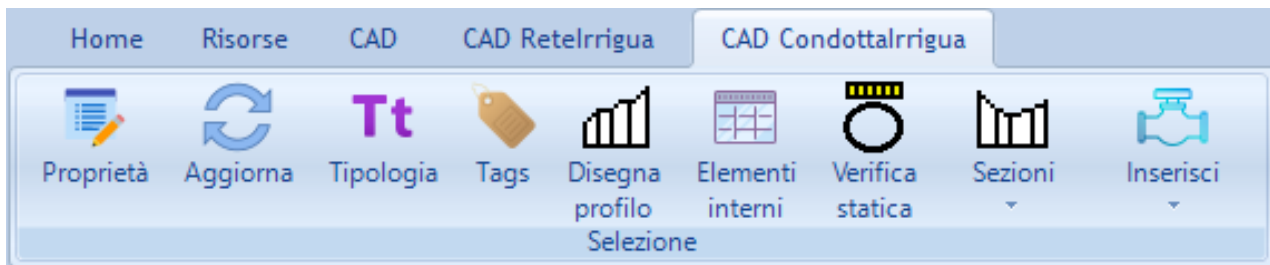 Home Risorse CAD CAD ReteIrrigua CAD CondottaIrrigua
Tt
Proprietà Aggiorna Tipologia Tags Disegna Elementi Verifica Sezioni Inserisci
profilo interni statica
Selezione